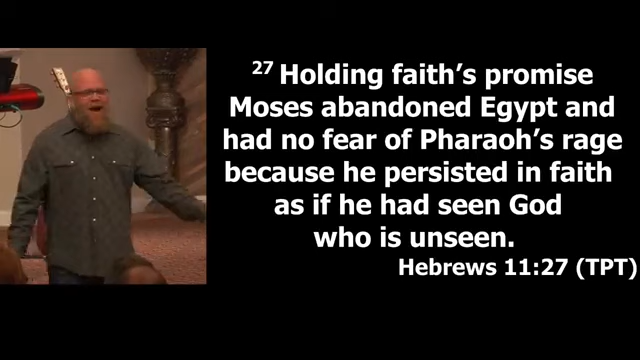 27 Holding faith's promise
Moses abandoned Egypt and
had no fear of Pharaoh's rage
because he persisted in faith
as if he had seen God
who is unseen.
Hebrews 11:27 (TPT)